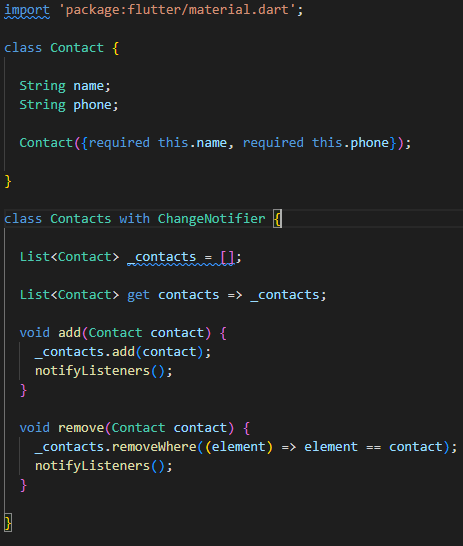 import 'package:flutter/material.dart';
class Contact {
String name;
String phone;
Contact({required this.name, required this.phone});
}
class Contacts with ChangeNotifier {
List<Contact> _contacts = [];
List<Contact> get contacts => _contacts;
void add(Contact contact) {
_contacts.add(contact);
notifyListeners();
}
void remove(Contact contact) {
_contacts.removeWhere((element) => element == contact);
notifyListeners();
}
}